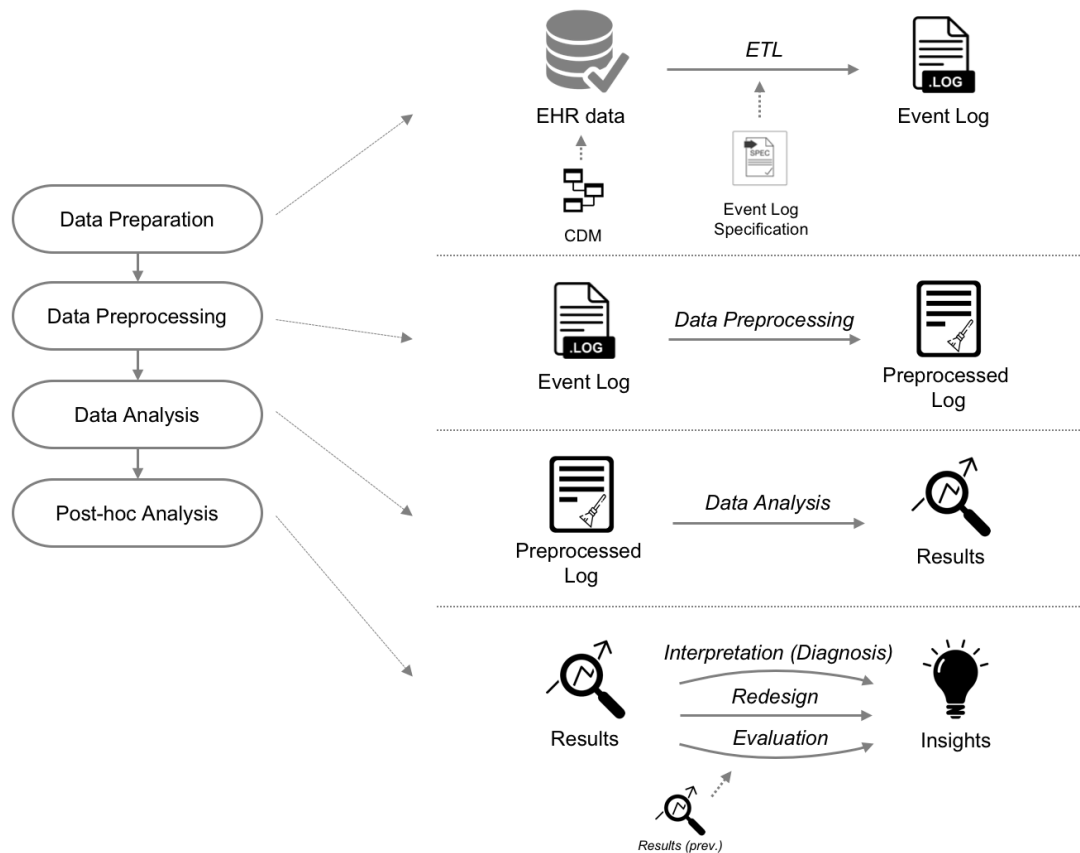 Data Preparation
Data Preprocessing
Data Analysis
Post-hoc Analysis
ETL
.LOG
EHR data
Event Log
SPEC
CDM
Event Log
Specification
.LOG
Event Log
Data Preprocessing
Preprocessed
Log
Preprocessed
Log
Data Analysis
Results
Results
Interpretation (Diagnosis)
Redesign
Evaluation
Insights
Results (prev.)